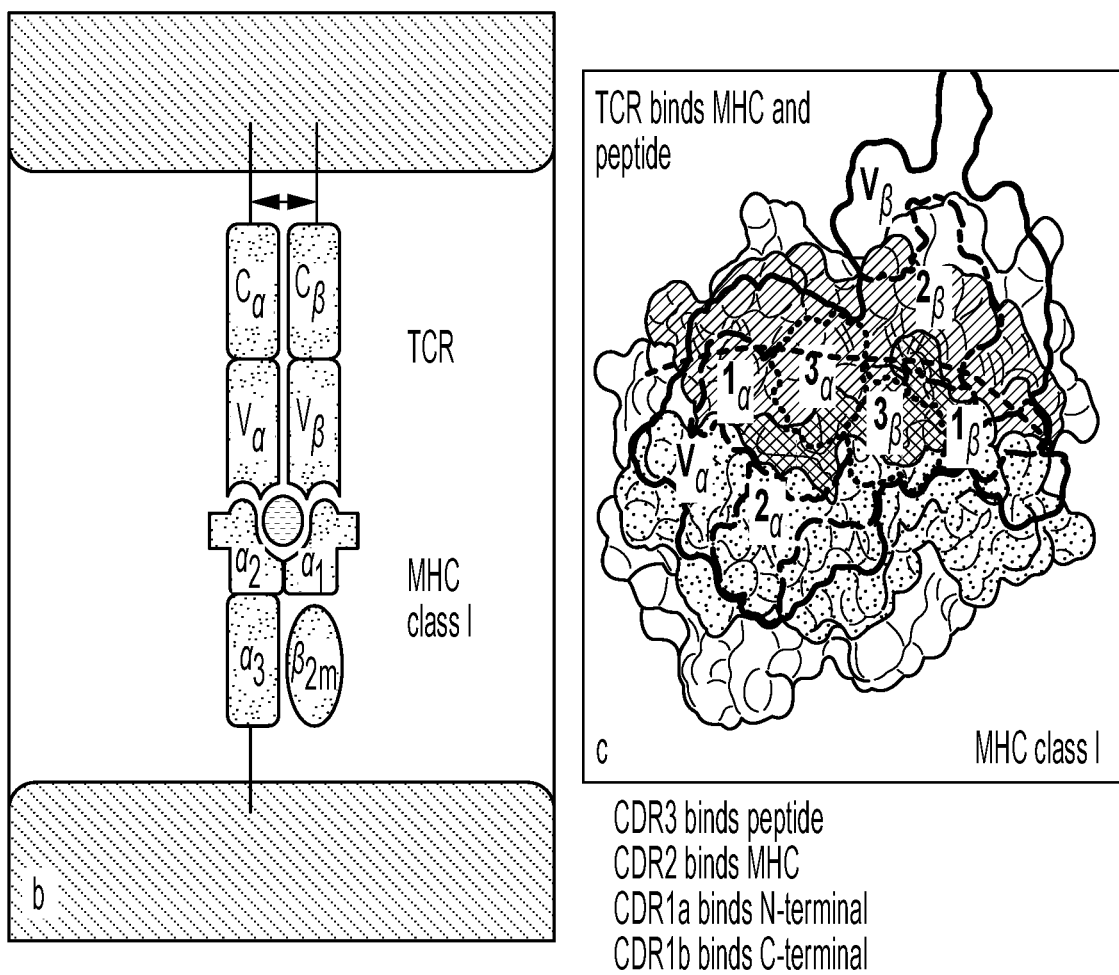 Cα Cβ
TCR
Vα Vβ
α2 α1
MHC
class I
α3 β2m
b
TCR binds MHC and
peptide
Vβ
2β
1α 3α
3β 1β
Vα
2α
c MHC class I
CDR3 binds peptide
CDR2 binds MHC
CDR1a binds N-terminal
CDR1b binds C-terminal